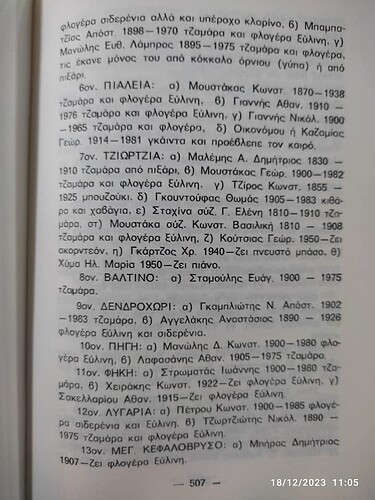 φλογέρα σιδερένια αλλά και υπέροχο κλορίνο, β) Μπαμπα-
τζίας Απόστ. 1898—1970 τζαμάρα και φλογέρα ξύλινη, γ)
Μανώλης Ευθ. Λάμπρος 1895—1975 τζαμάρα και φλογέρα,
τις έκανε μόνος του από κόκκαλο όρνιου (γύπα) ή από
πιξάρι.
6ον. ΠΙΑΛΕΙΑ: α) Μουστάκας Κωνστ. 1870—1938
τζαμάρα και φλογέρα ξύλινη, β) Γιαννής Αθαν. 1910 —
1976 τζαμάρα και φλογέρα ξύλινη, γ) Γιαννής Νικόλ. 1900
—1965 τζαμάρα και φλογέρα, δ) Οικονόμου ή Καζαμίας
Γεώρ. 1914—1981 γκάιντα και προέβλεπε τον καιρό.
7ον. ΤΖΙΩΡΤΖΙΑ: α) Μαλέμης Α. Δημήτριος 1830 —
1910 τζαμάρα από πιξάρι, β) Μουστάκας Γεώρ. 1900—1982
τζαμάρα και φλογέρα ξύλινη, γ) Τζίρος Κωνστ. 1855 —
1925 μπουζούκι. δ) Γκουντούφας Θωμάς 1905—1983 κιθά-
ρα και χαβάγια, ε) Σταχίνα σύζ. Γ. Ελένη 1810—1910 τζα-
μάρα, στ) Μουστάκα σύζ. Κωνστ. Βασιλική 1810 — 1908
τζαμάρα και φλογέρα ξύλινη, ζ) Κούτσιας Γεώρ. 1950—ζει
ακορντεόν, η) Γκάρτζος Χρ. 1940—ζει πνευστό μπάσο, θ)
Χύμα Ηλ. Μαρία 1950—ζει πιάνο.
8ον. ΒΑΛΤΙΝΟ: α) Σταμούλης Ευάγ. 1900 — 1975
τζαμάρα.
9ον. ΔΕΝΔΡΟΧΩΡΙ: α) Γκαμπλιώτης Ν. Απόστ. 1902
—1983 τζαμάρα, β) Αγγελάκης Αναστάσιος 1890 — 1926
φλογέρα ξύλινη και σιδερένια.
10ον. ΠΗΓΗ: α) Μανώλης Δ. Κωνστ. 1900—1980 φλο-
γέρα ξύλινη, β) Λαφασάνης Αθαν. 1905—1975 τζαμάρα.
11ον. ΦΗΚΗ: α) Στρωματάς Ιωάννης 1900—1980 τζα-
μάρα, β) Χειράκης Κωνστ. 1922—ζει φλογέρα ξύλινη, γ)
Σακελλαρίου Αθαν. 1915—ζει φλογέρα ξύλινη.
12ον. ΛΥΓΑΡΙΑ: α) Πέτρου Κωνστ. 1900—1985 φλογέ-
ρα σιδερένια και ξύλινη, β) Τζωρτζιώτης Νικόλ. 1890 —
1975 τζαμάρα και φλογέρα ξύλινη.
13ον. ΜΕΓ. ΚΕΦΑΛΟΒΡΥΣΟ: α) Μπήρας Δημήτριος
1907—ζει φλογέρα ξύλινη.
— 507 —
18/12/2023 11:05